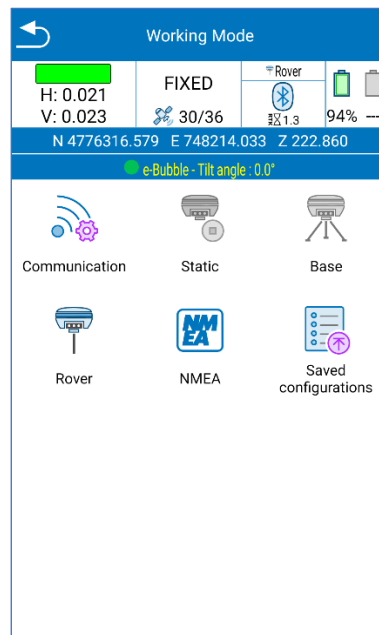 Working Mode
H: 0.021
V: 0.023
FIXED
30/36
Rover
1.3
94%
---
N 4776316.579 E 748214.033 Z 222.860
e-Bubble - Tilt angle : 0.0°
Communication
Static
Base
Rover
NMEA
NMEA
Saved
configurations